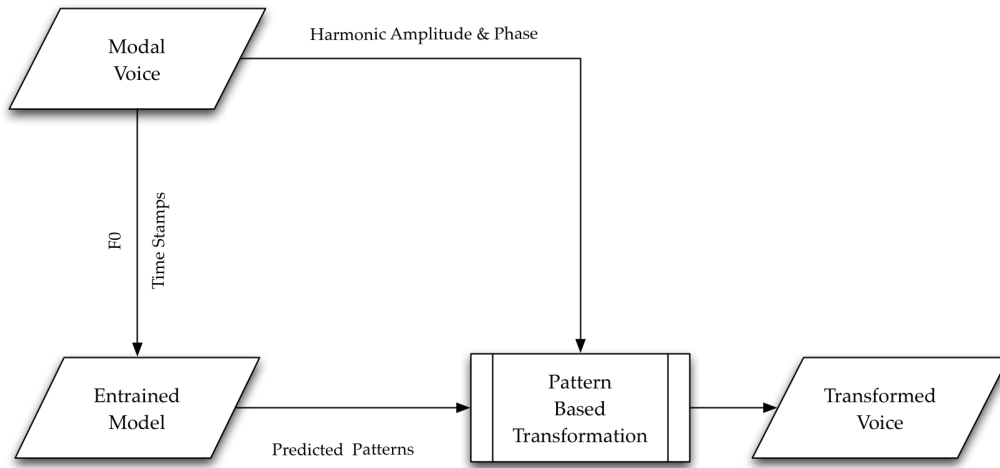 Modal
Voice
Harmonic Amplitude & Phase
F0
Time Stamps
Entrained
Model
Predicted Patterns
Pattern
Based
Transformation
Transformed
Voice